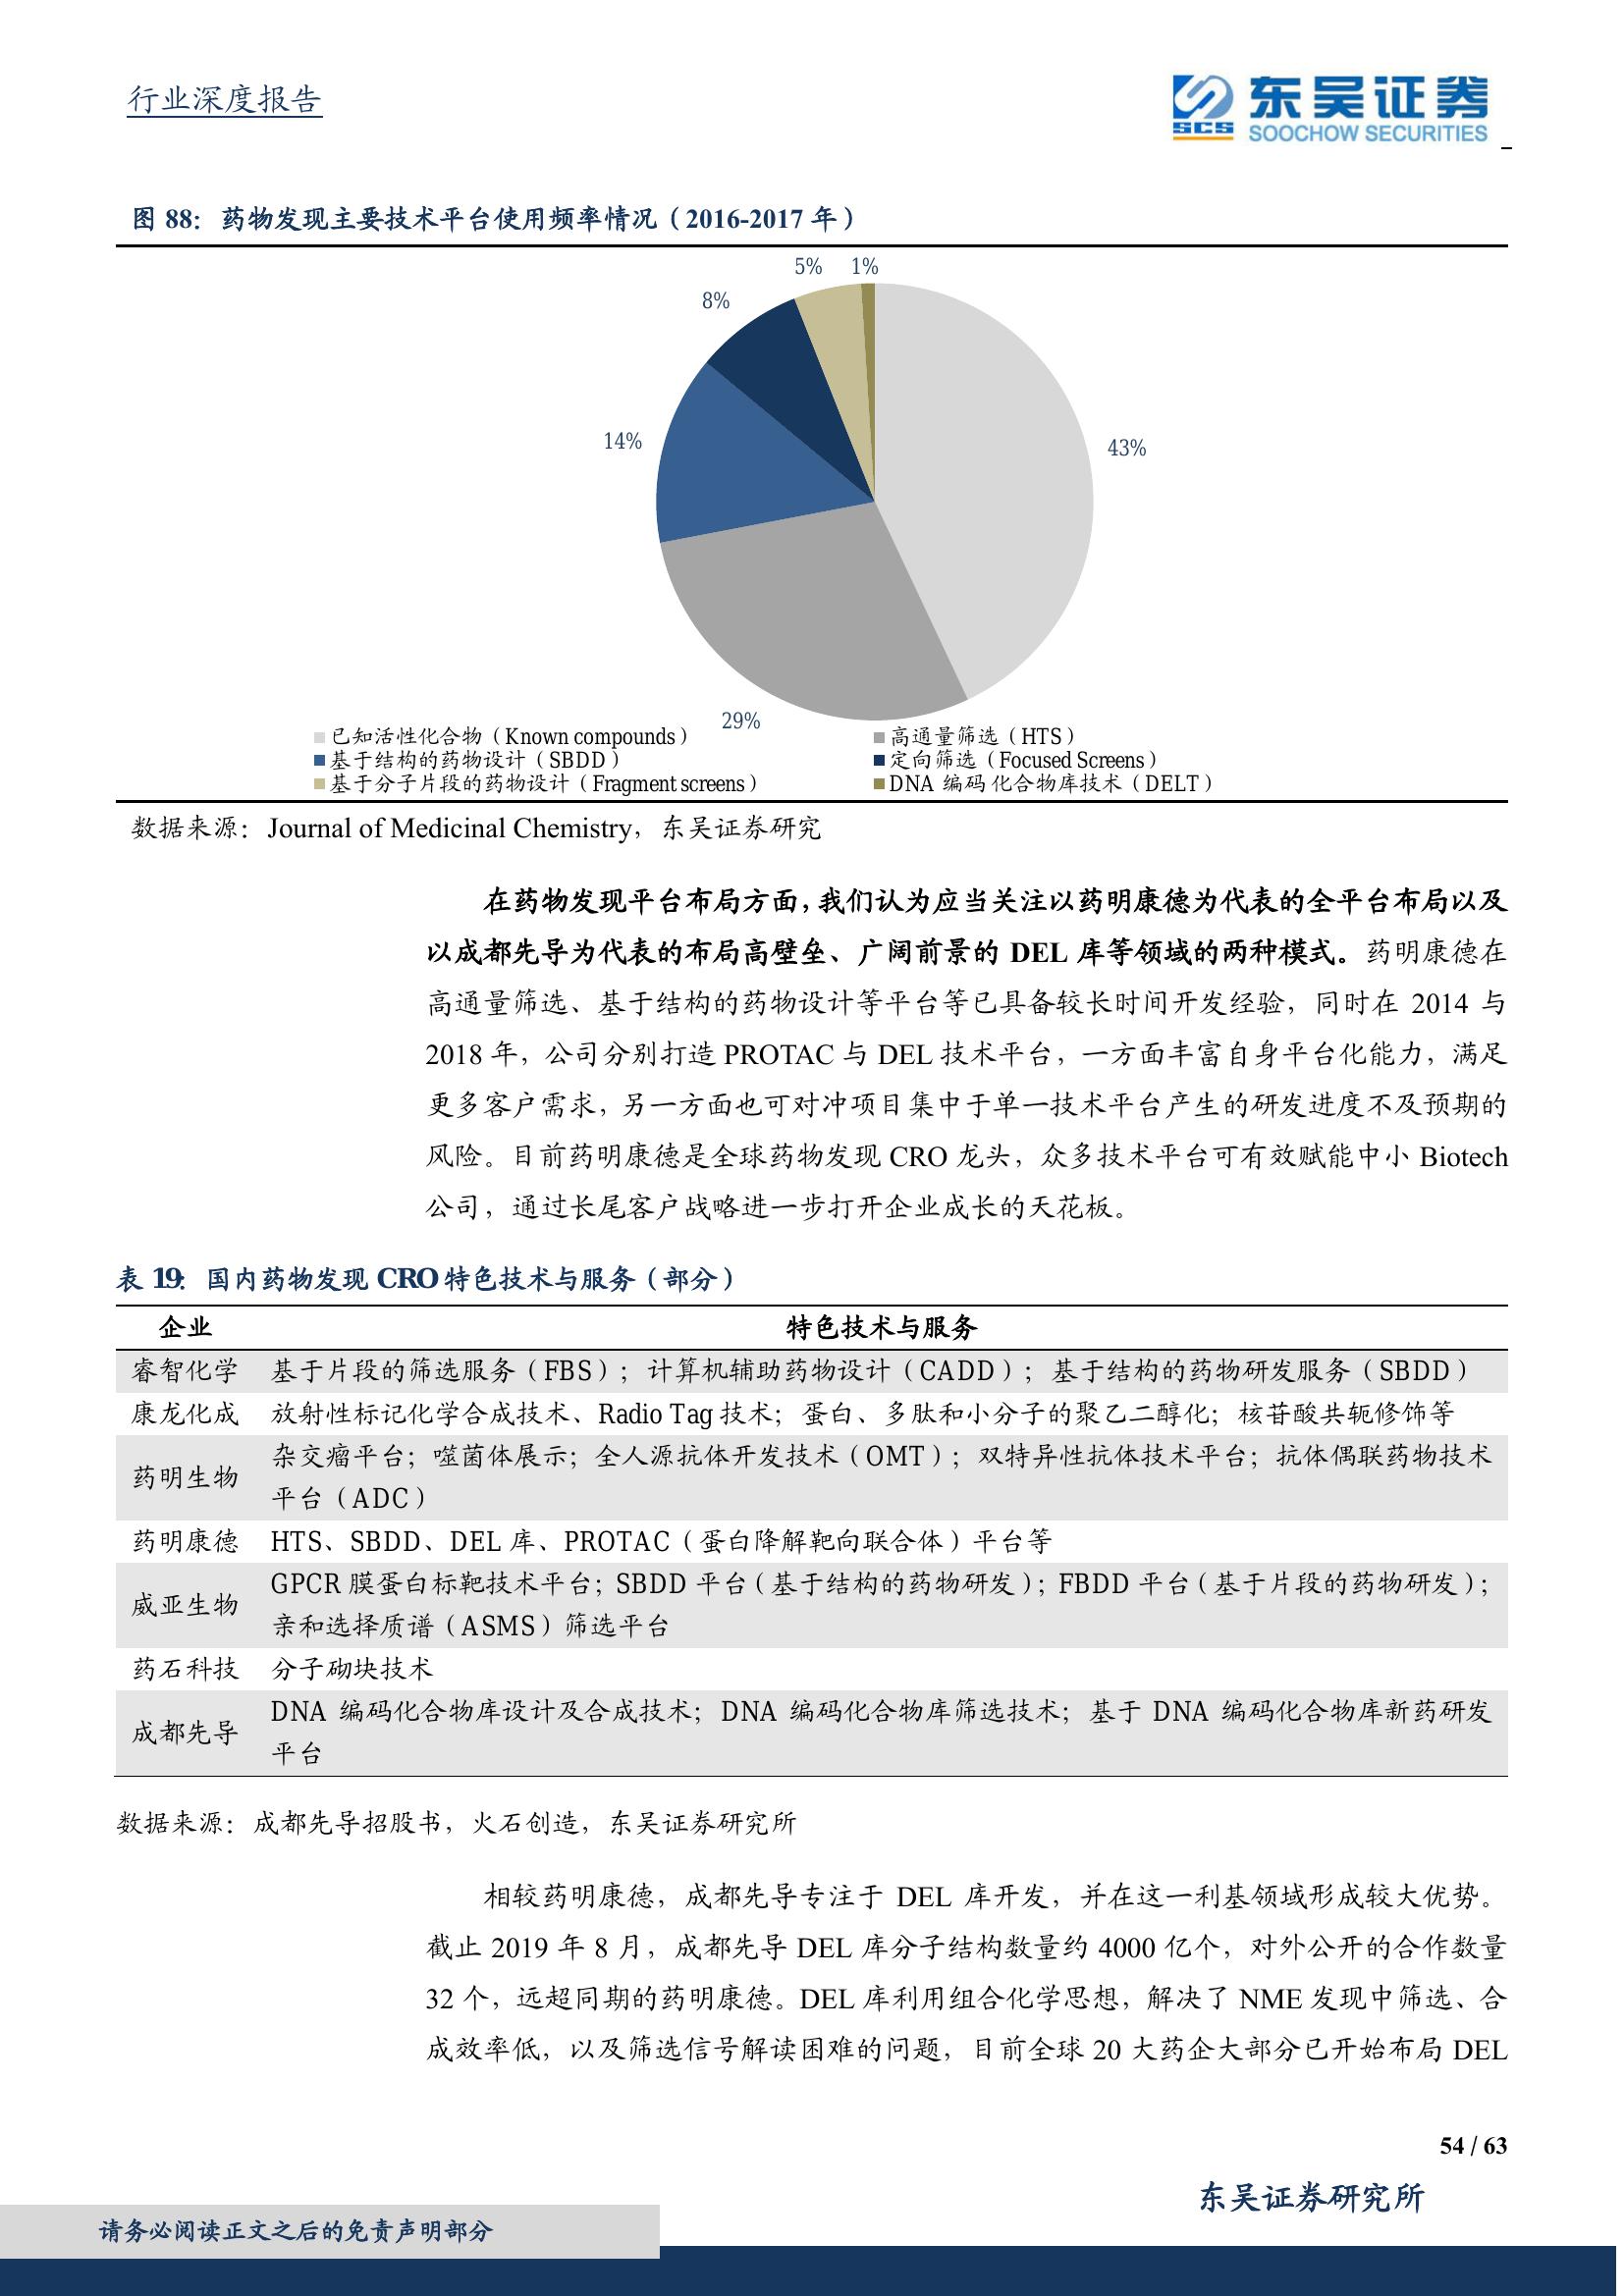 行业深度报告
SCS
东吴证券
SOOCHOW SECURITIES
图 88：药物发现主要技术平台使用频率情况（2016-2017 年）
5% 1%
8%
14%
43%
29%
已知活性化合物（Known compounds） 高通量筛选（HTS）
基于结构的药物设计（SBDD） 定向筛选（Focused Screens）
基于分子片段的药物设计（Fragment screens） DNA 编码化合物库技术（DELT）
数据来源：Journal of Medicinal Chemistry，东吴证券研究
在药物发现平台布局方面，我们认为应当关注以药明康德为代表的全平台布局以及
以成都先导为代表的布局高壁垒、广阔前景的 DEL 库等领域的两种模式。药明康德在
高通量筛选、基于结构的药物设计等平台等已具备较长时间开发经验，同时在 2014 与
2018 年，公司分别打造 PROTAC 与 DEL 技术平台，一方面丰富自身平台化能力，满足
更多客户需求，另一方面也可对冲项目集中于单一技术平台产生的研发进度不及预期的
风险。目前药明康德是全球药物发现 CRO 龙头，众多技术平台可有效赋能中小 Biotech
公司，通过长尾客户战略进一步打开企业成长的天花板。
表 19：国内药物发现 CRO 特色技术与服务（部分）
企业 特色技术与服务
睿智化学 基于片段的筛选服务（FBS）；计算机辅助药物设计（CADD）；基于结构的药物研发服务（SBDD）
康龙化成 放射性标记化学合成技术、Radio Tag 技术；蛋白、多肽和小分子的聚乙二醇化；核苷酸共轭修饰等
药明生物 杂交瘤平台；噬菌体展示；全人源抗体开发技术（OMT）；双特异性抗体技术平台；抗体偶联药物技术
平台（ADC）
药明康德 HTS、SBDD、DEL 库、PROTAC（蛋白降解靶向联合体）平台等
威亚生物 GPCR 膜蛋白标靶技术平台；SBDD 平台（基于结构的药物研发）；FBDD 平台（基于片段的药物研发）；
亲和选择质谱（ASMS）筛选平台
药石科技 分子砌块技术
成都先导 DNA 编码化合物库设计及合成技术；DNA 编码化合物库筛选技术；基于 DNA 编码化合物库新药研发
平台
数据来源：成都先导招股书，火石创造，东吴证券研究所
相较药明康德，成都先导专注于 DEL 库开发，并在这一利基领域形成较大优势。
截止 2019 年 8 月，成都先导 DEL 库分子结构数量约 4000 亿个，对外公开的合作数量
32 个，远超同期的药明康德。DEL 库利用组合化学思想，解决了 NME 发现中筛选、合
成效率低，以及筛选信号解读困难的问题，目前全球 20 大药企大部分已开始布局 DEL
54 / 63
东吴证券研究所
请务必阅读正文之后的免责声明部分